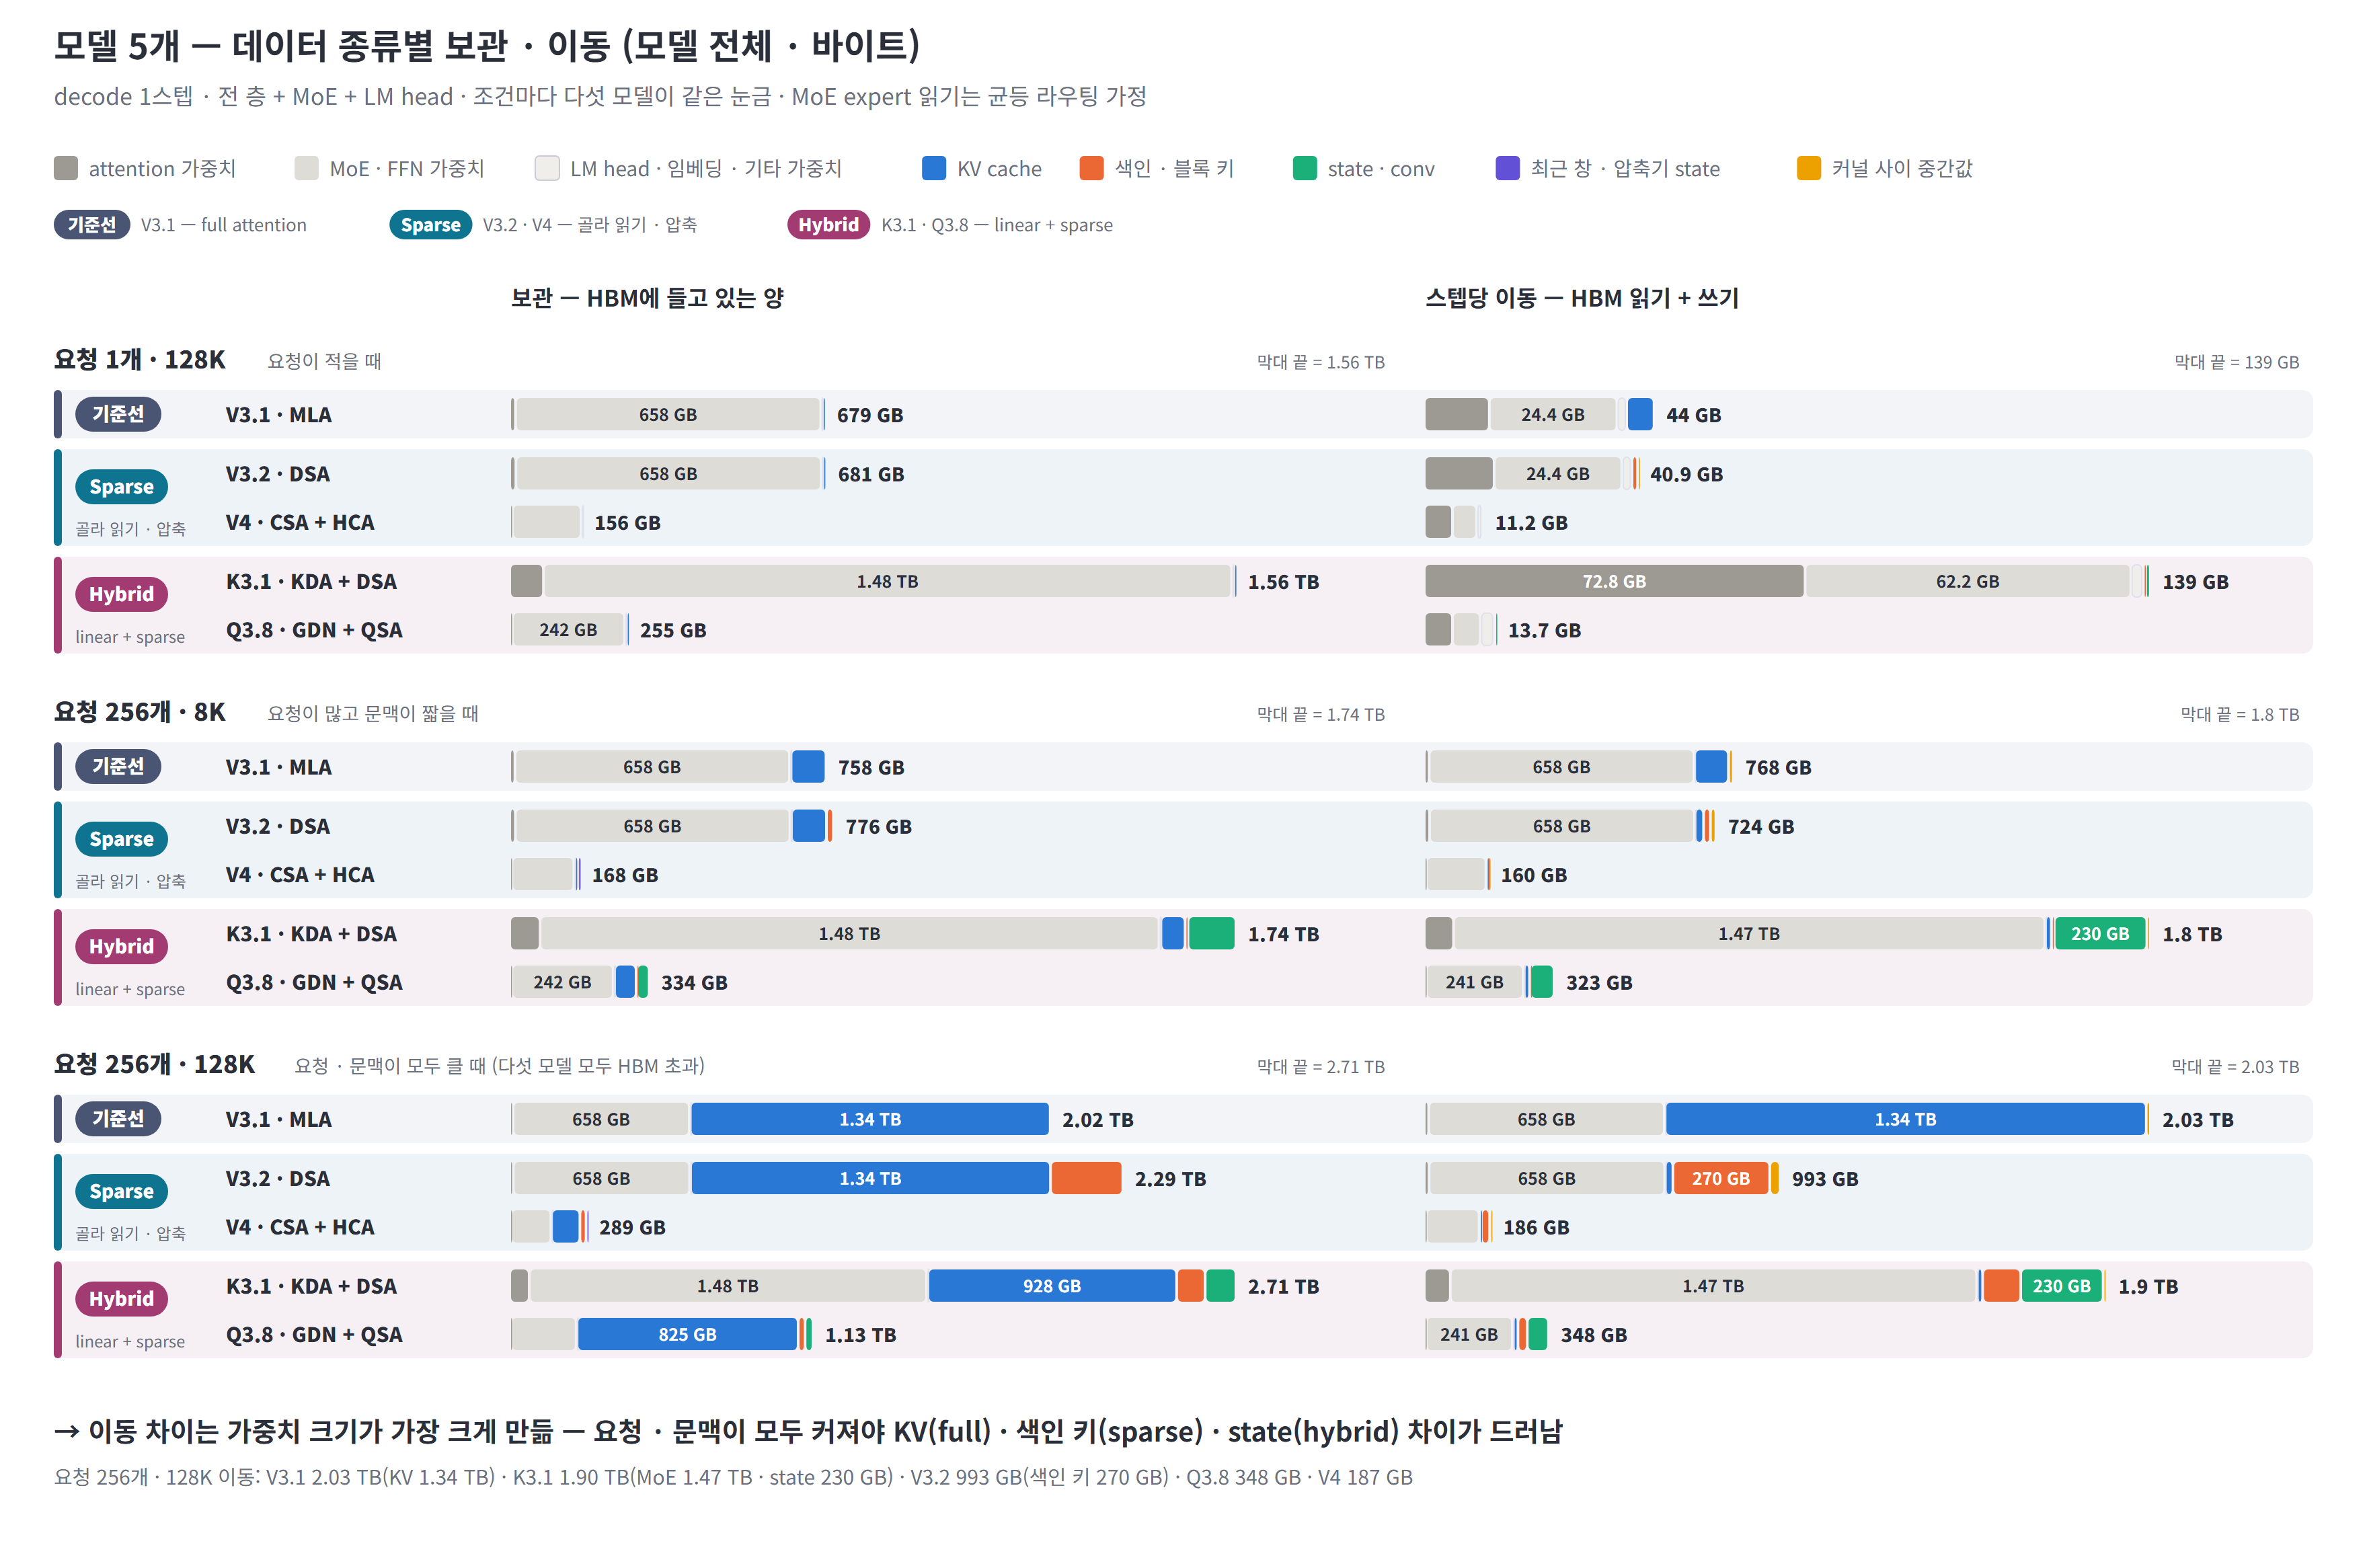 모델 5개 — 데이터 종류별 보관 · 이동 (모델 전체 · 바이트)
decode 1스텝 · 전 층 + MoE + LM head · 조건마다 다섯 모델이 같은 눈금 · MoE expert 읽기는 균등 라우팅 가정
attention 가중치 MoE · FFN 가중치 LM head · 임베딩 · 기타 가중치 KV cache 색인 · 블록 키 state · conv 최근 창 · 압축기 state 커널 사이 중간값
기준선 V3.1 — full attention Sparse V3.2 · V4 — 골라 읽기 · 압축 Hybrid K3.1 · Q3.8 — linear + sparse
보관 — HBM에 들고 있는 양 스텝당 이동 — HBM 읽기 + 쓰기
요청 1개 · 128K 요청이 적을 때 막대 끝 = 1.56 TB 막대 끝 = 139 GB
기준선 V3.1 · MLA 658 GB 679 GB 24.4 GB 44 GB
Sparse V3.2 · DSA 658 GB 681 GB 24.4 GB 40.9 GB
골라 읽기 · 압축 V4 · CSA + HCA 156 GB 11.2 GB
Hybrid K3.1 · KDA + DSA 1.48 TB 1.56 TB 72.8 GB 62.2 GB 139 GB
linear + sparse Q3.8 · GDN + QSA 242 GB 255 GB 13.7 GB
요청 256개 · 8K 요청이 많고 문맥이 짧을 때 막대 끝 = 1.74 TB 막대 끝 = 1.8 TB
기준선 V3.1 · MLA 658 GB 758 GB 658 GB 768 GB
Sparse V3.2 · DSA 658 GB 776 GB 658 GB 724 GB
골라 읽기 · 압축 V4 · CSA + HCA 168 GB 160 GB
Hybrid K3.1 · KDA + DSA 1.48 TB 1.74 TB 1.47 TB 230 GB 1.8 TB
linear + sparse Q3.8 · GDN + QSA 242 GB 334 GB 241 GB 323 GB
요청 256개 · 128K 요청 · 문맥이 모두 클 때 (다섯 모델 모두 HBM 초과) 막대 끝 = 2.71 TB 막대 끝 = 2.03 TB
기준선 V3.1 · MLA 658 GB 1.34 TB 2.02 TB 658 GB 1.34 TB 2.03 TB
Sparse V3.2 · DSA 658 GB 1.34 TB 2.29 TB 658 GB 270 GB 993 GB
골라 읽기 · 압축 V4 · CSA + HCA 289 GB 186 GB
Hybrid K3.1 · KDA + DSA 1.48 TB 928 GB 2.71 TB 1.47 TB 230 GB 1.9 TB
linear + sparse Q3.8 · GDN + QSA 825 GB 1.13 TB 241 GB 348 GB
→ 이동 차이는 가중치 크기가 가장 크게 만듦 — 요청 · 문맥이 모두 커져야 KV(full) · 색인 키(sparse) · state(hybrid) 차이가 드러남
요청 256개 · 128K 이동: V3.1 2.03 TB(KV 1.34 TB) · K3.1 1.90 TB(MoE 1.47 TB · state 230 GB) · V3.2 993 GB(색인 키 270 GB) · Q3.8 348 GB · V4 187 GB